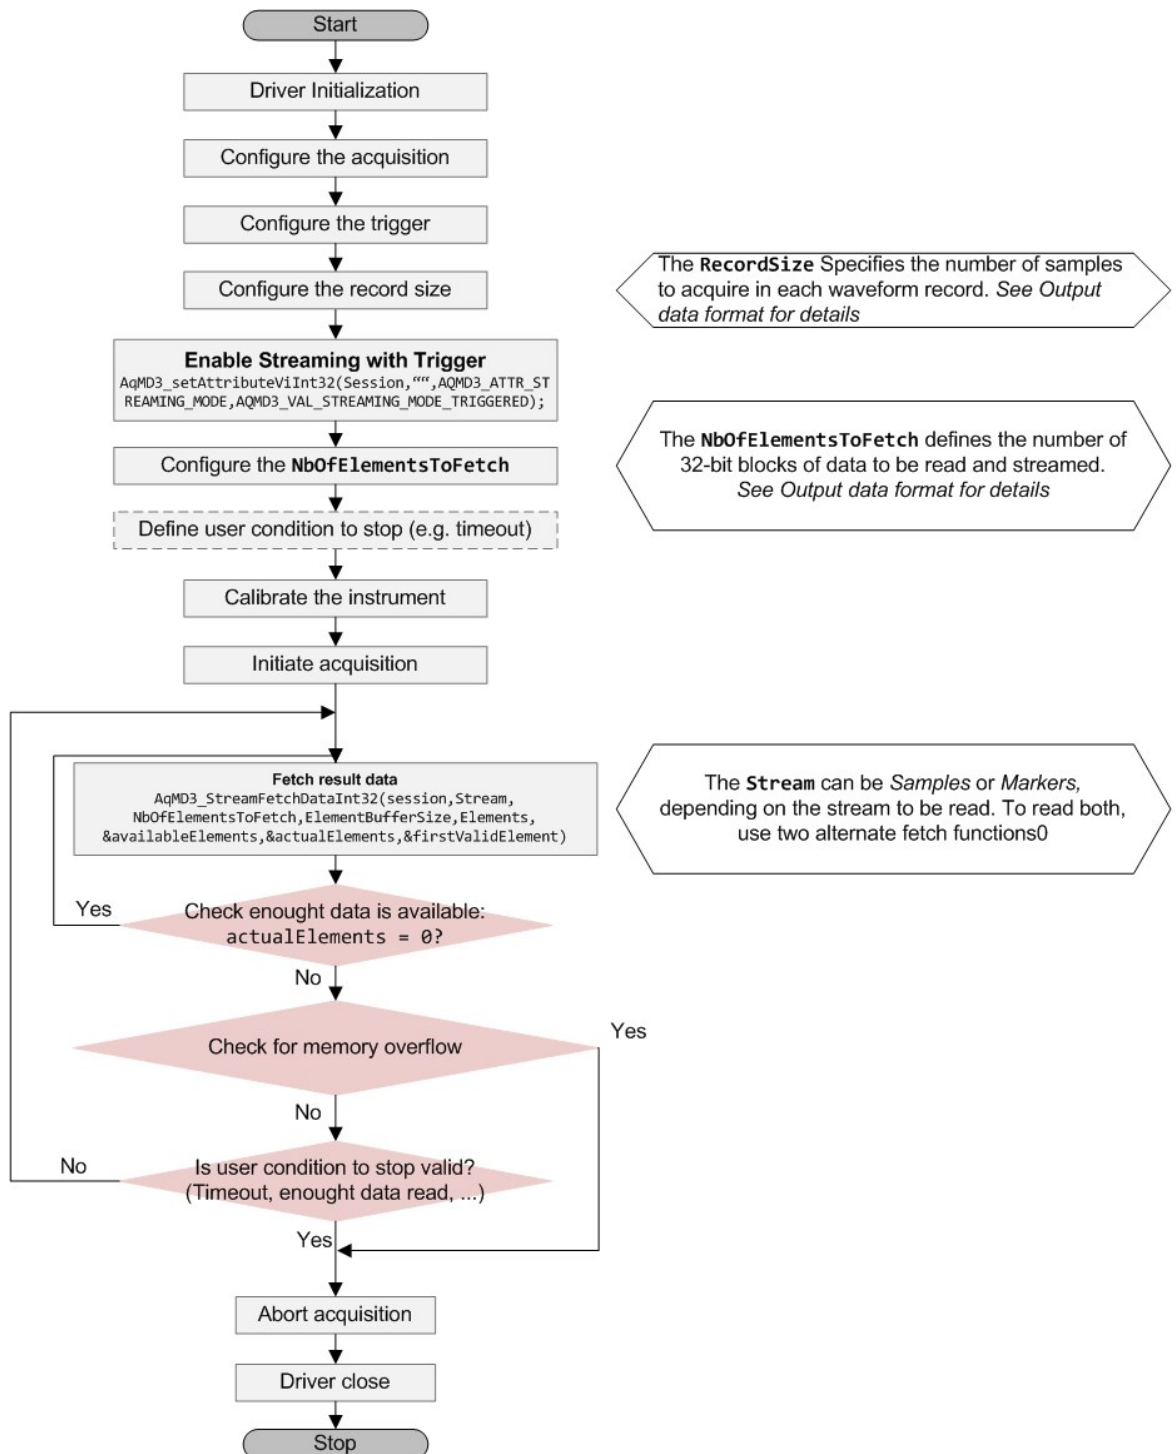 Start
Driver Initialization
Configure the acquisition
Configure the trigger
Configure the record size
The RecordSize Specifies the number of samples
to acquire in each waveform record. See Output
data format for details
Enable Streaming with Trigger
AqMD3_setAttributeViInt32(Session,““,AQMD3_ATTR_ST
REAMING_MODE,AQMD3_VAL_STREAMING_MODE_TRIGGERED);
Configure the NbOfElementsToFetch
The NbOfElementsToFetch defines the number of
32-bit blocks of data to be read and streamed.
See Output data format for details
Define user condition to stop (e.g. timeout)
Calibrate the instrument
Initiate acquisition
Fetch result data
AqMD3_StreamFetchDataInt32(session,Stream,
NbOfElementsToFetch,ElementBufferSize,Elements,
&availableElements,&actualElements,&firstValidElement)
The Stream can be Samples or Markers,
depending on the stream to be read. To read both,
use two alternate fetch functions0
Yes
Check enought data is available:
actualElements = 0?
No
Yes
Check for memory overflow
No
No
Is user condition to stop valid?
(Timeout, enought data read, ...)
Yes
Abort acquisition
Driver close
Stop